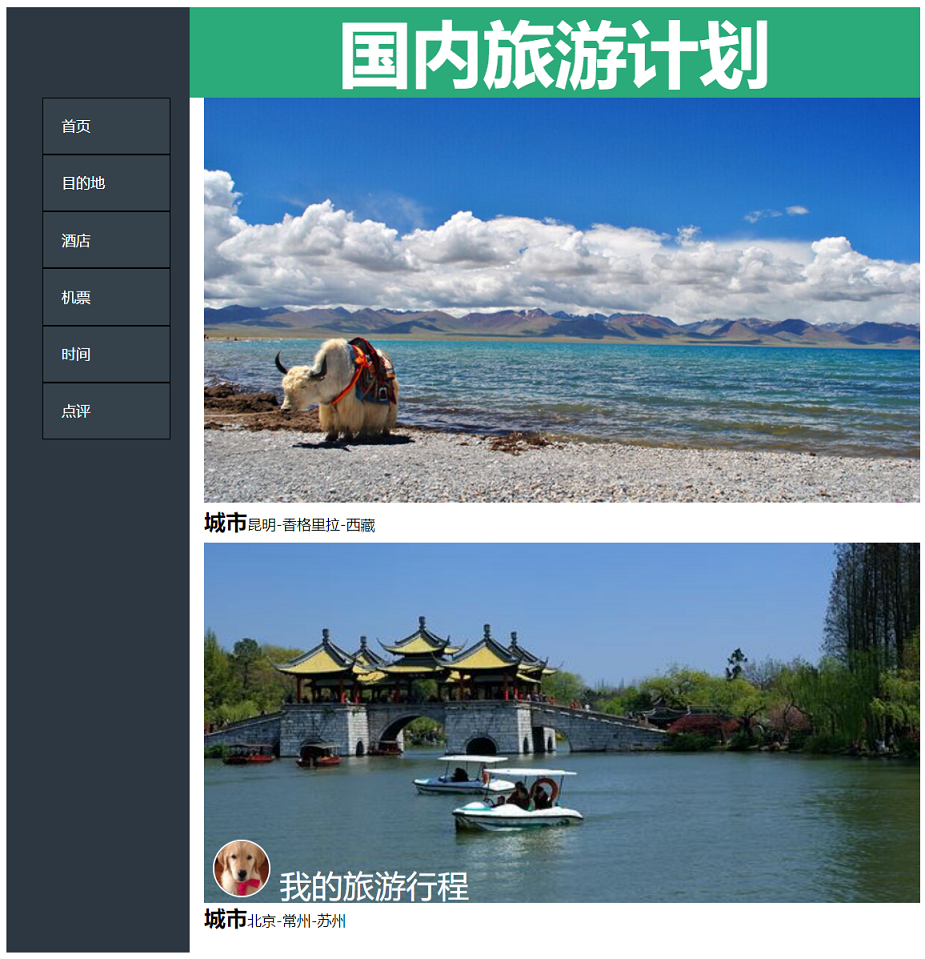 国内旅游计划
首页
目的地
酒店
机票
时间
点评
城市昆明-香格里拉-西藏
我的旅游行程
城市北京-常州-苏州